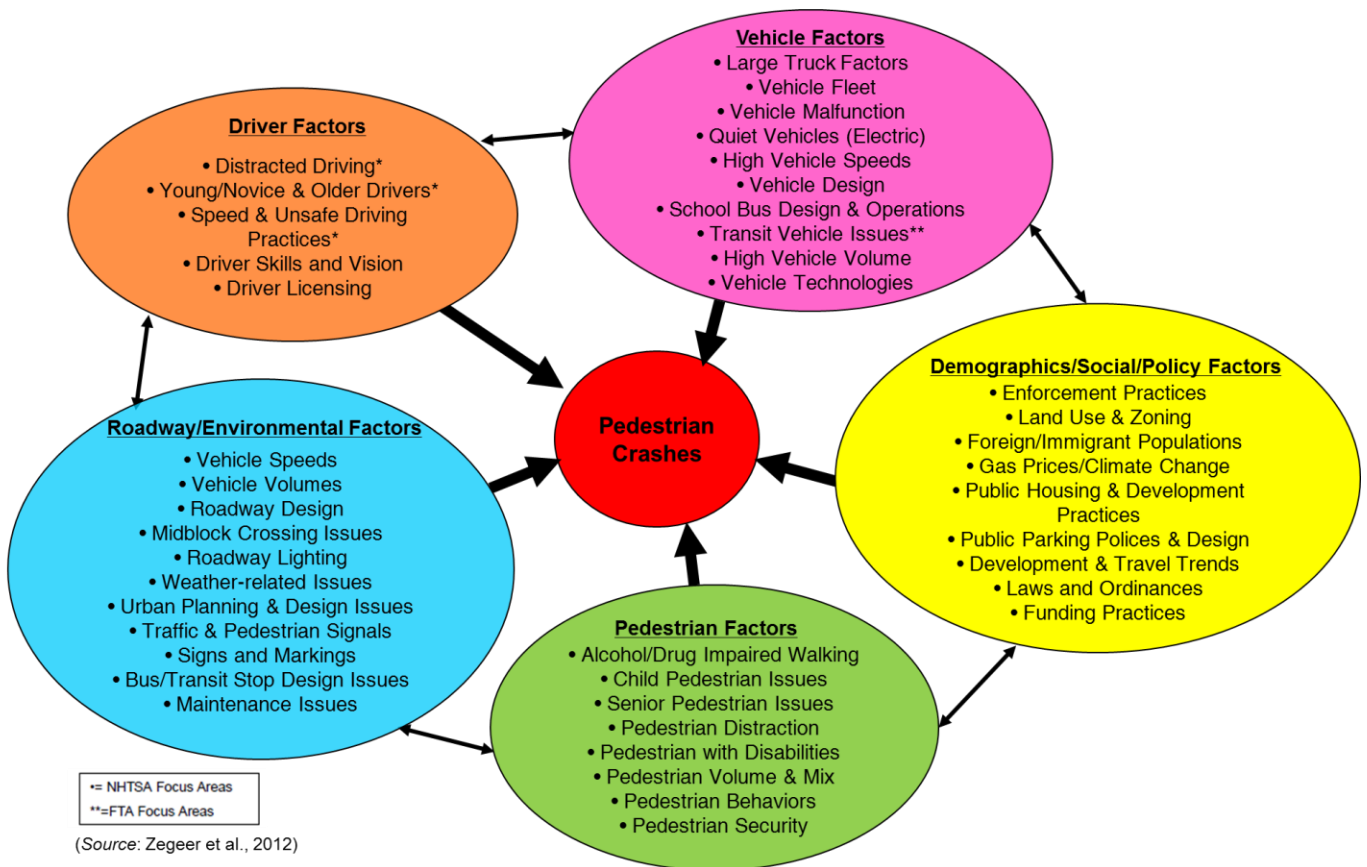 Vehicle Factors
• Large Truck Factors
• Vehicle Fleet
• Vehicle Malfunction
• Quiet Vehicles (Electric)
• High Vehicle Speeds
• Vehicle Design
• School Bus Design & Operations
• Transit Vehicle Issues**
• High Vehicle Volume
• Vehicle Technologies
Driver Factors
• Distracted Driving*
• Young/Novice & Older Drivers*
• Speed & Unsafe Driving
Practices*
• Driver Skills and Vision
• Driver Licensing
Demographics/Social/Policy Factors
• Enforcement Practices
• Land Use & Zoning
• Foreign/Immigrant Populations
• Gas Prices/Climate Change
• Public Housing & Development
Practices
• Public Parking Polices & Design
• Development & Travel Trends
• Laws and Ordinances
• Funding Practices
Pedestrian
Crashes
Roadway/Environmental Factors
• Vehicle Speeds
• Vehicle Volumes
• Roadway Design
• Midblock Crossing Issues
• Roadway Lighting
• Weather-related Issues
• Urban Planning & Design Issues
• Traffic & Pedestrian Signals
• Signs and Markings
• Bus/Transit Stop Design Issues
• Maintenance Issues
Pedestrian Factors
• Alcohol/Drug Impaired Walking
• Child Pedestrian Issues
• Senior Pedestrian Issues
• Pedestrian Distraction
• Pedestrian with Disabilities
• Pedestrian Volume & Mix
• Pedestrian Behaviors
• Pedestrian Security
•= NHTSA Focus Areas
**=FTA Focus Areas
(Source: Zegeer et al., 2012)